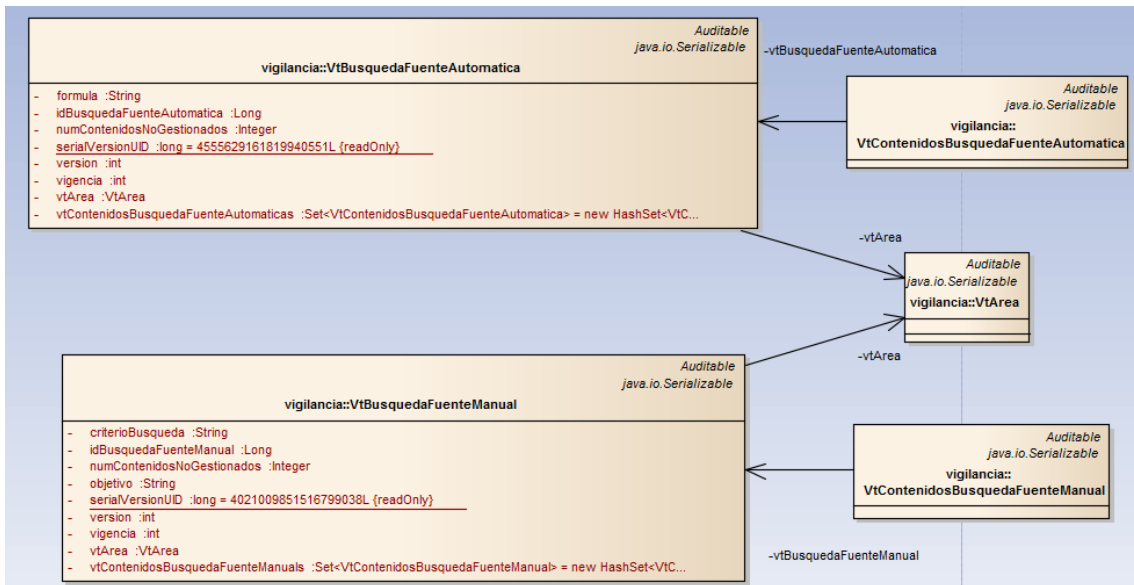 Auditable
java.io.Serializable
vigilancia::VtBusquedaFuenteAutomatica
- formula :String
- idBusquedaFuenteAutomatica :Long
- numContenidosNoGestionados :Integer
- serialVersionUID :long = 4555629161819940551L {readOnly}
- version :int
- vigencia :int
- vtArea :VtArea
- vtContenidosBusquedaFuenteAutomaticas :Set<VtContenidosBusquedaFuenteAutomatica> = new HashSet<VtC...
-vtBusquedaFuenteAutomatica
Auditable
java.io.Serializable
vigilancia::
VtContenidosBusquedaFuenteAutomatica
-vtArea
Auditable
java.io.Serializable
vigilancia::VtArea
-vtArea
Auditable
java.io.Serializable
vigilancia::VtBusquedaFuenteManual
- criterioBusqueda :String
- idBusquedaFuenteManual :Long
- numContenidosNoGestionados :Integer
- objetivo :String
- serialVersionUID :long = 4021009851516799038L {readOnly}
- version :int
- vigencia :int
- vtArea :VtArea
- vtContenidosBusquedaFuenteManuals :Set<VtContenidosBusquedaFuenteManual> = new HashSet<VtC...
Auditable
java.io.Serializable
vigilancia::
VtContenidosBusquedaFuenteManual
-vtBusquedaFuenteManual